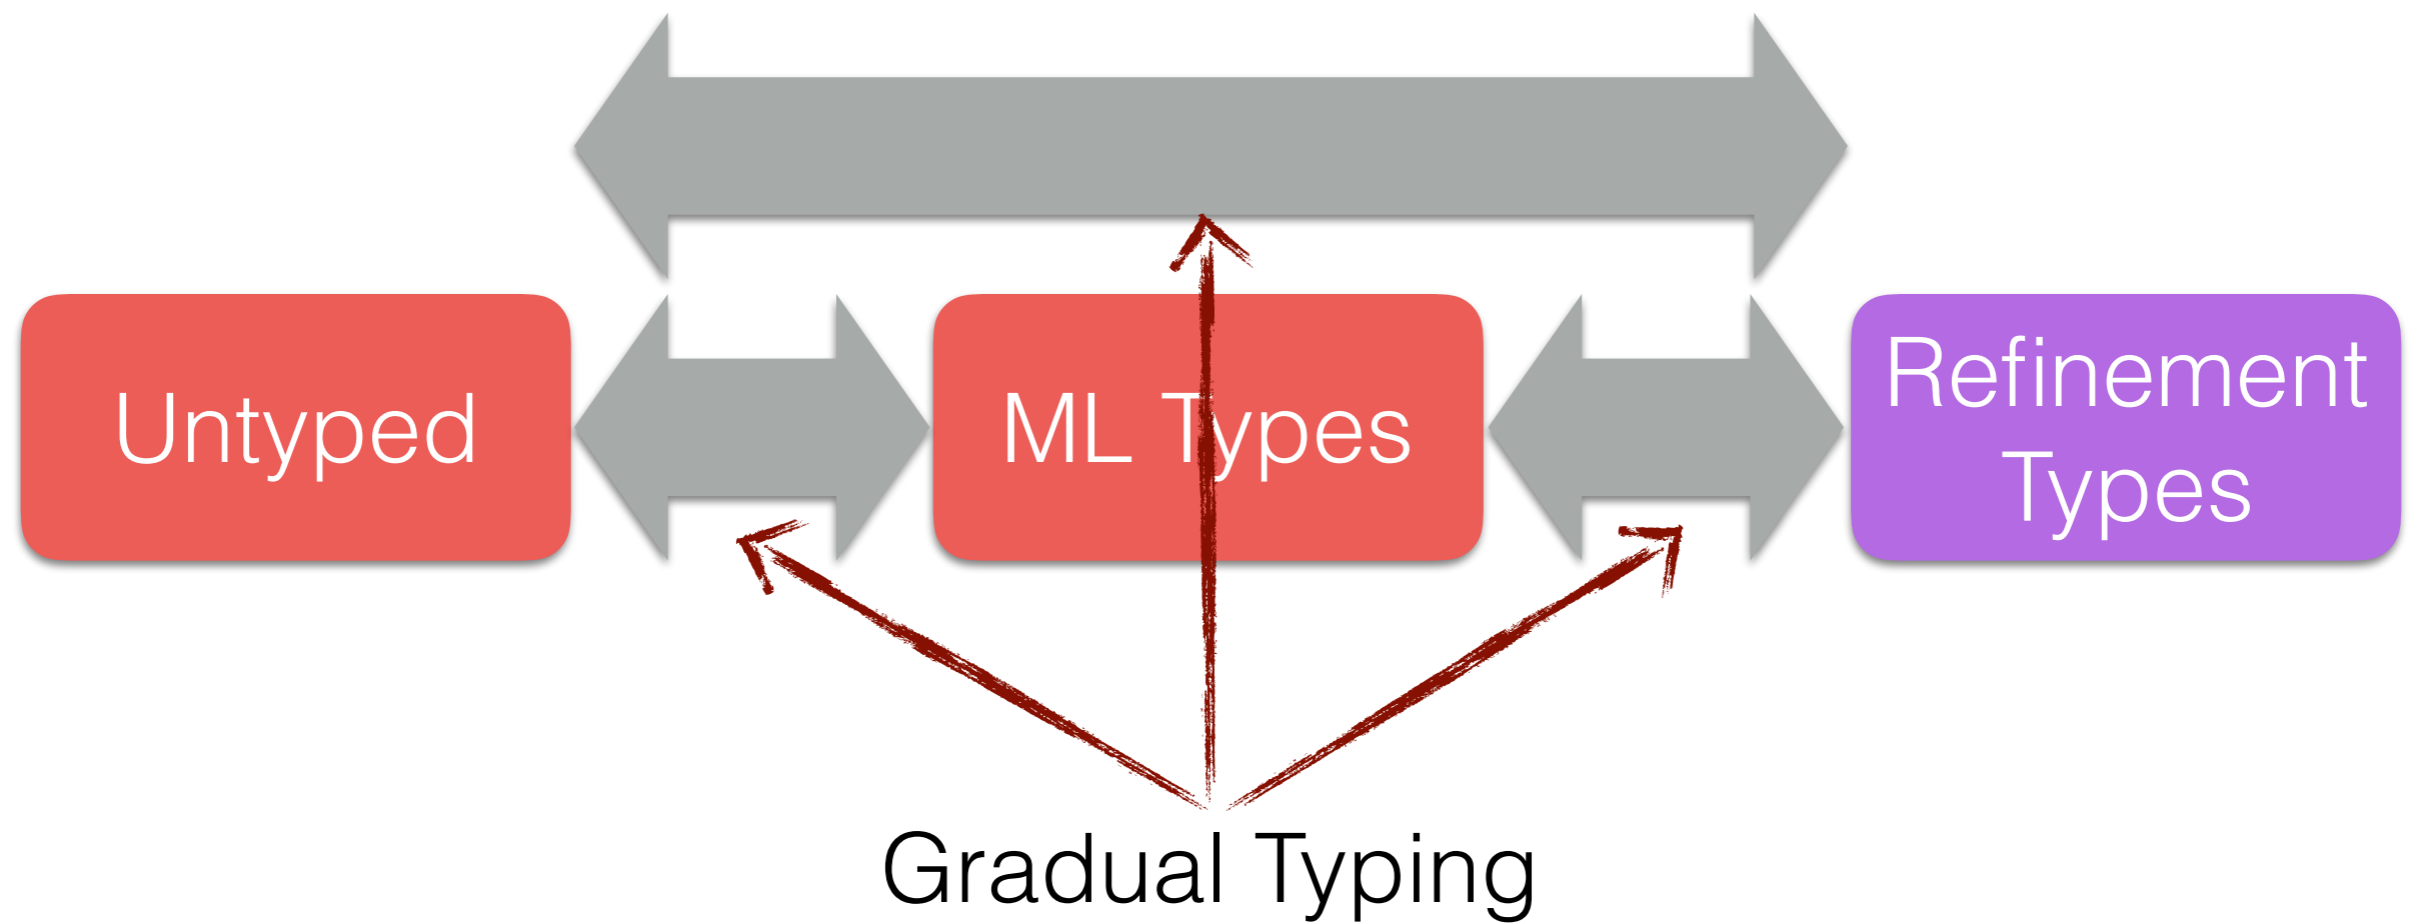 Untyped
ML Types
Refinement
Types
Gradual Typing